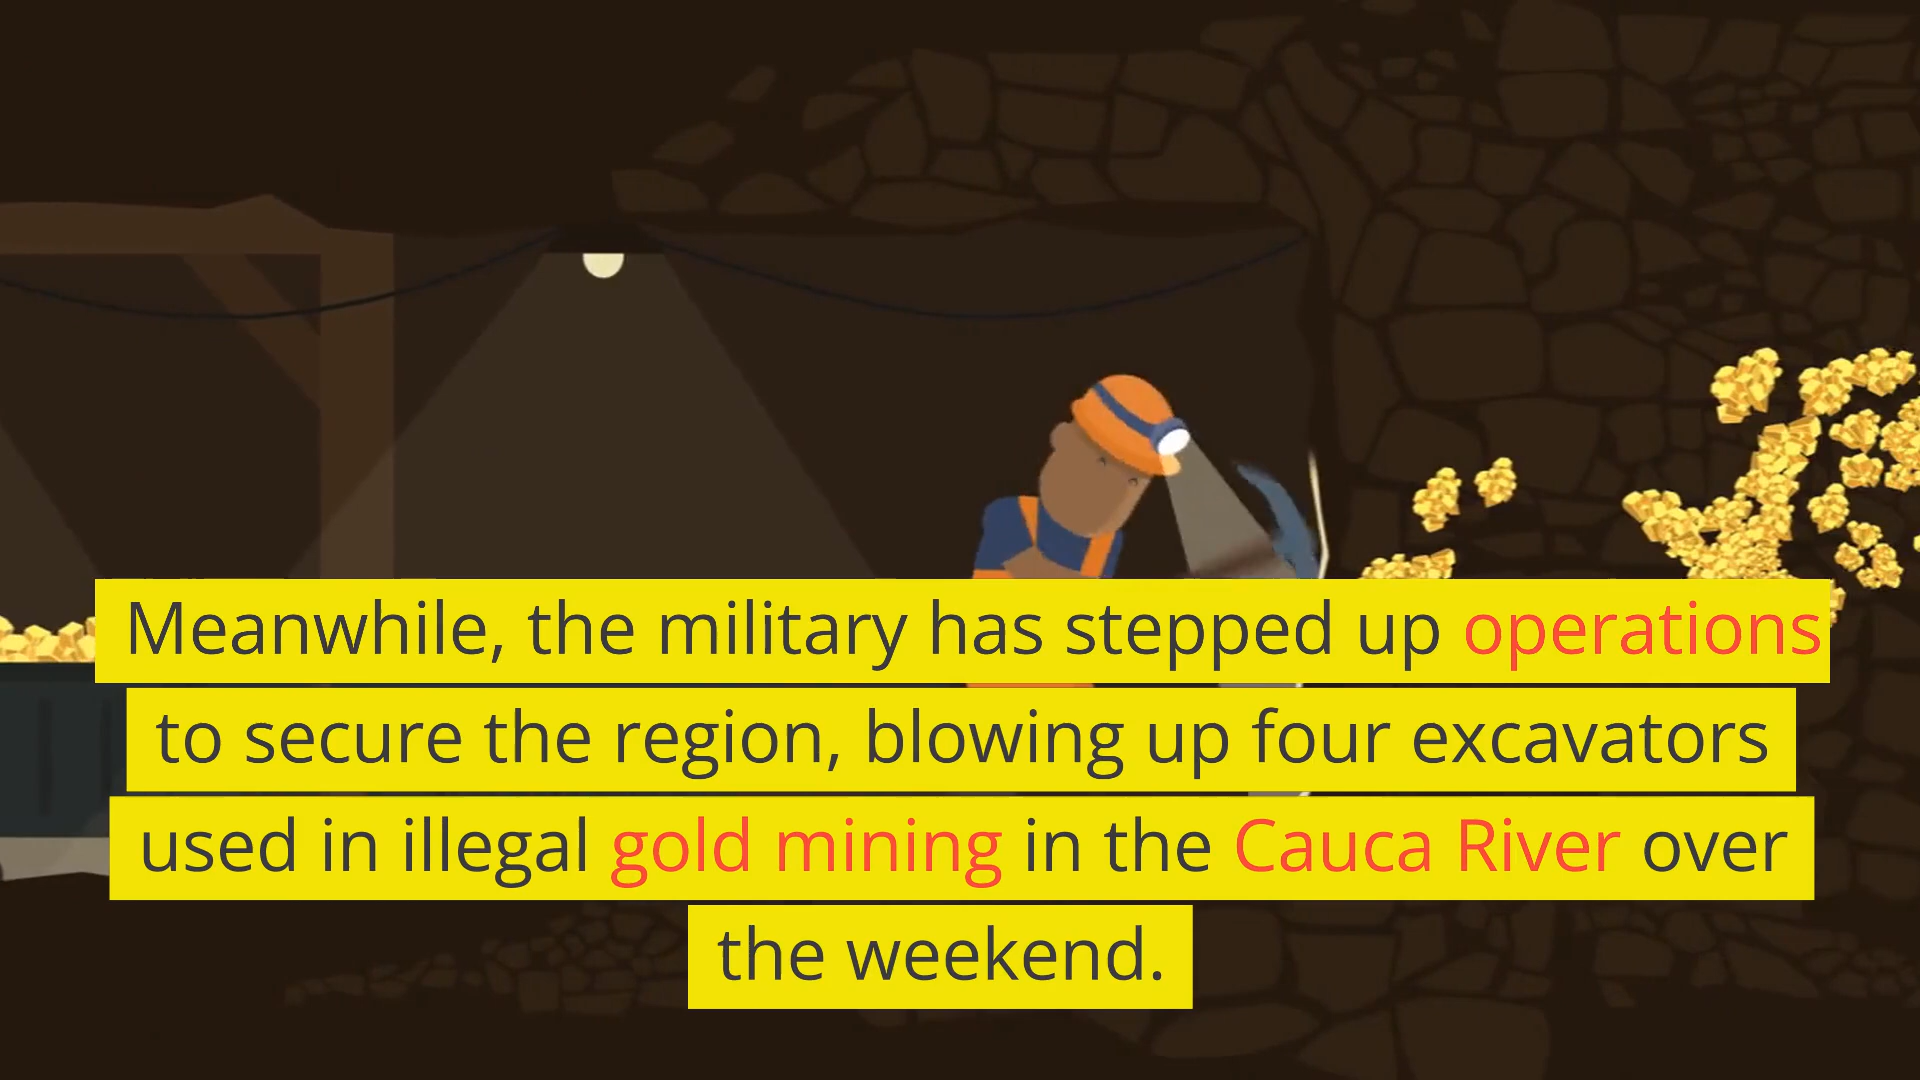 Meanwhile, the military has stepped up operations
to secure the region, blowing up four excavators
used in illegal gold mining in the Cauca River over
the weekend.